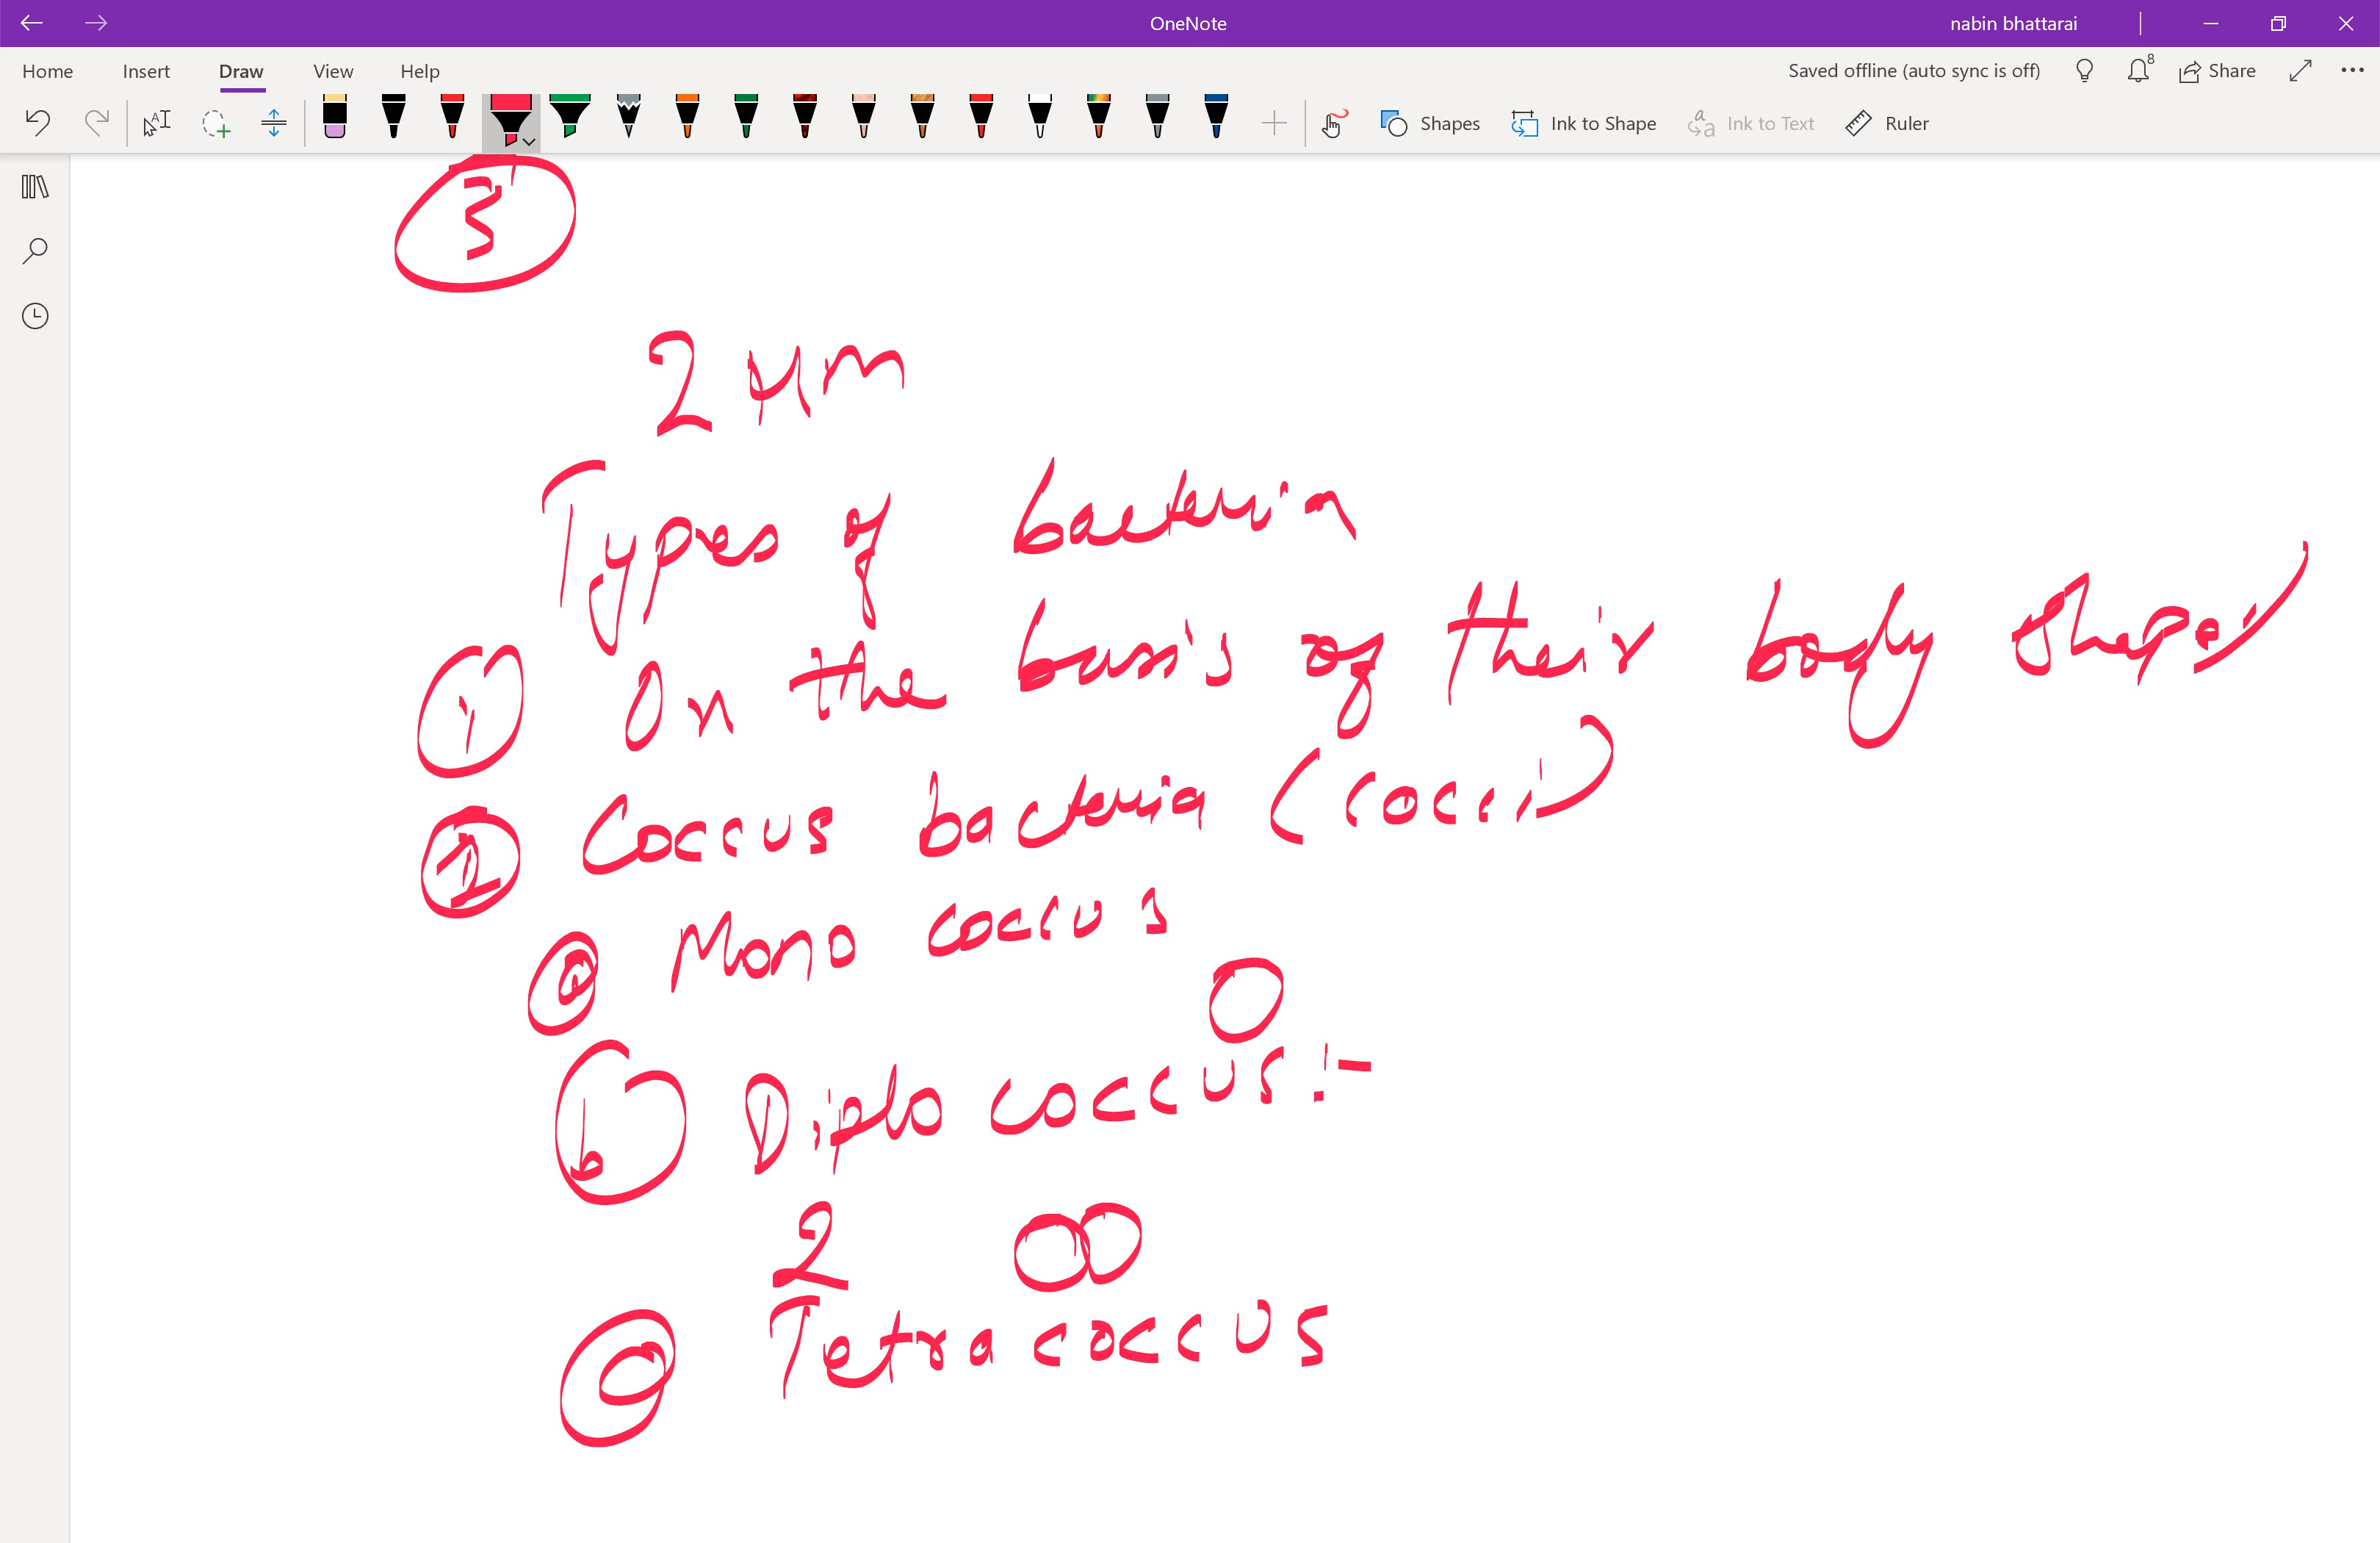 OneNote
nabin bhattarai
Home Insert Draw View Help
Saved offline (auto sync is off)
8
Share
Shapes
Ink to Shape
Ink to Text
Ruler
3
2 µm
Types of bacteria
1 On the basis of their body shapes
I Coccus bacteria (cocci)
a Mono coccus
b Diplo coccus :-
2
c Tetra coccus